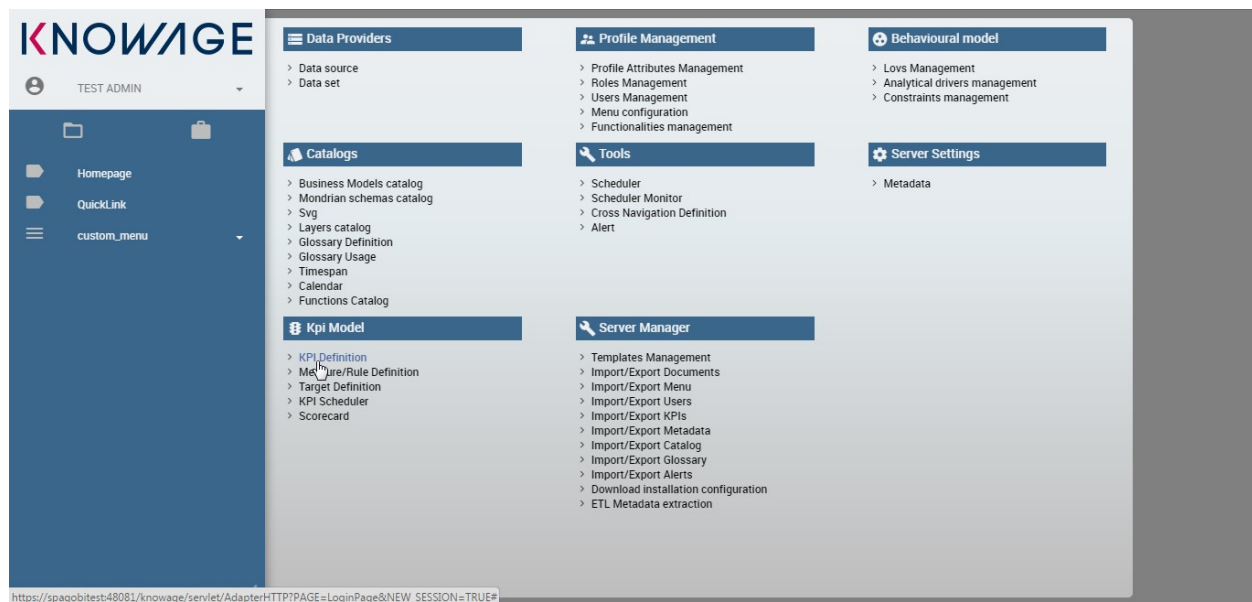 KNOWAGE
TEST ADMIN
Homepage
QuickLink
custom_menu
Data Providers
> Data source
> Data set
Profile Management
> Profile Attributes Management
> Roles Management
> Users Management
> Menu configuration
> Functionalities management
Behavioural model
> Lovs Management
> Analytical drivers management
> Constraints management
Catalogs
> Business Models catalog
> Mondrian schemas catalog
> Svg
> Layers catalog
> Glossary Definition
> Glossary Usage
> Timespan
> Calendar
> Functions Catalog
Tools
> Scheduler
> Scheduler Monitor
> Cross Navigation Definition
> Alert
Server Settings
> Metadata
Kpi Model
> KPI Definition
> Measure/Rule Definition
> Target Definition
> KPI Scheduler
> Scorecard
Server Manager
> Templates Management
> Import/Export Documents
> Import/Export Menu
> Import/Export Users
> Import/Export KPIs
> Import/Export Metadata
> Import/Export Catalog
> Import/Export Glossary
> Import/Export Alerts
> Download installation configuration
> ETL Metadata extraction
https://spagobitest:48081/knowage/servlet/AdapterHTTP?PAGE=LoginPage&NEW_SESSION=TRUE#